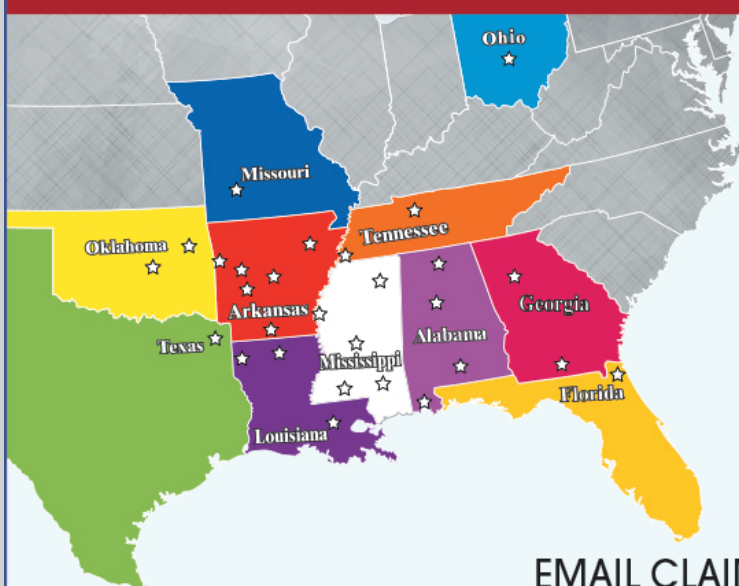 Ohio
Missouri
Tennessee
Oklahoma
Georgia
Arkansas
Alabama
Texas
Mississippi
Florida
Louisiana
EMAIL CLAI